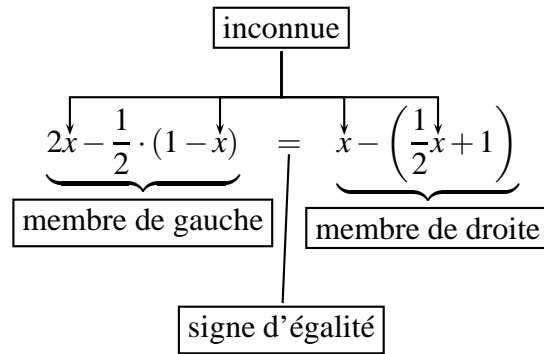 inconnue
2x − 1/2 · (1 − x) = x − (1/2 x + 1)
membre de gauche
membre de droite
signe d'égalité